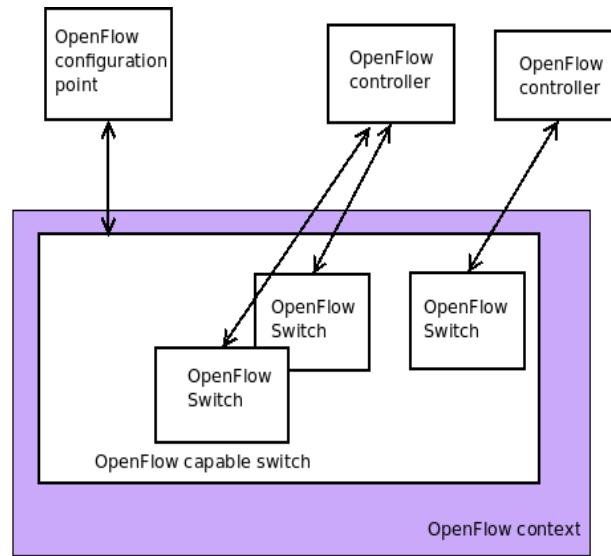 OpenFlow
configuration
point
OpenFlow
controller
OpenFlow
controller
OpenFlow
Switch
OpenFlow
Switch
OpenFlow
Switch
OpenFlow capable switch
OpenFlow context